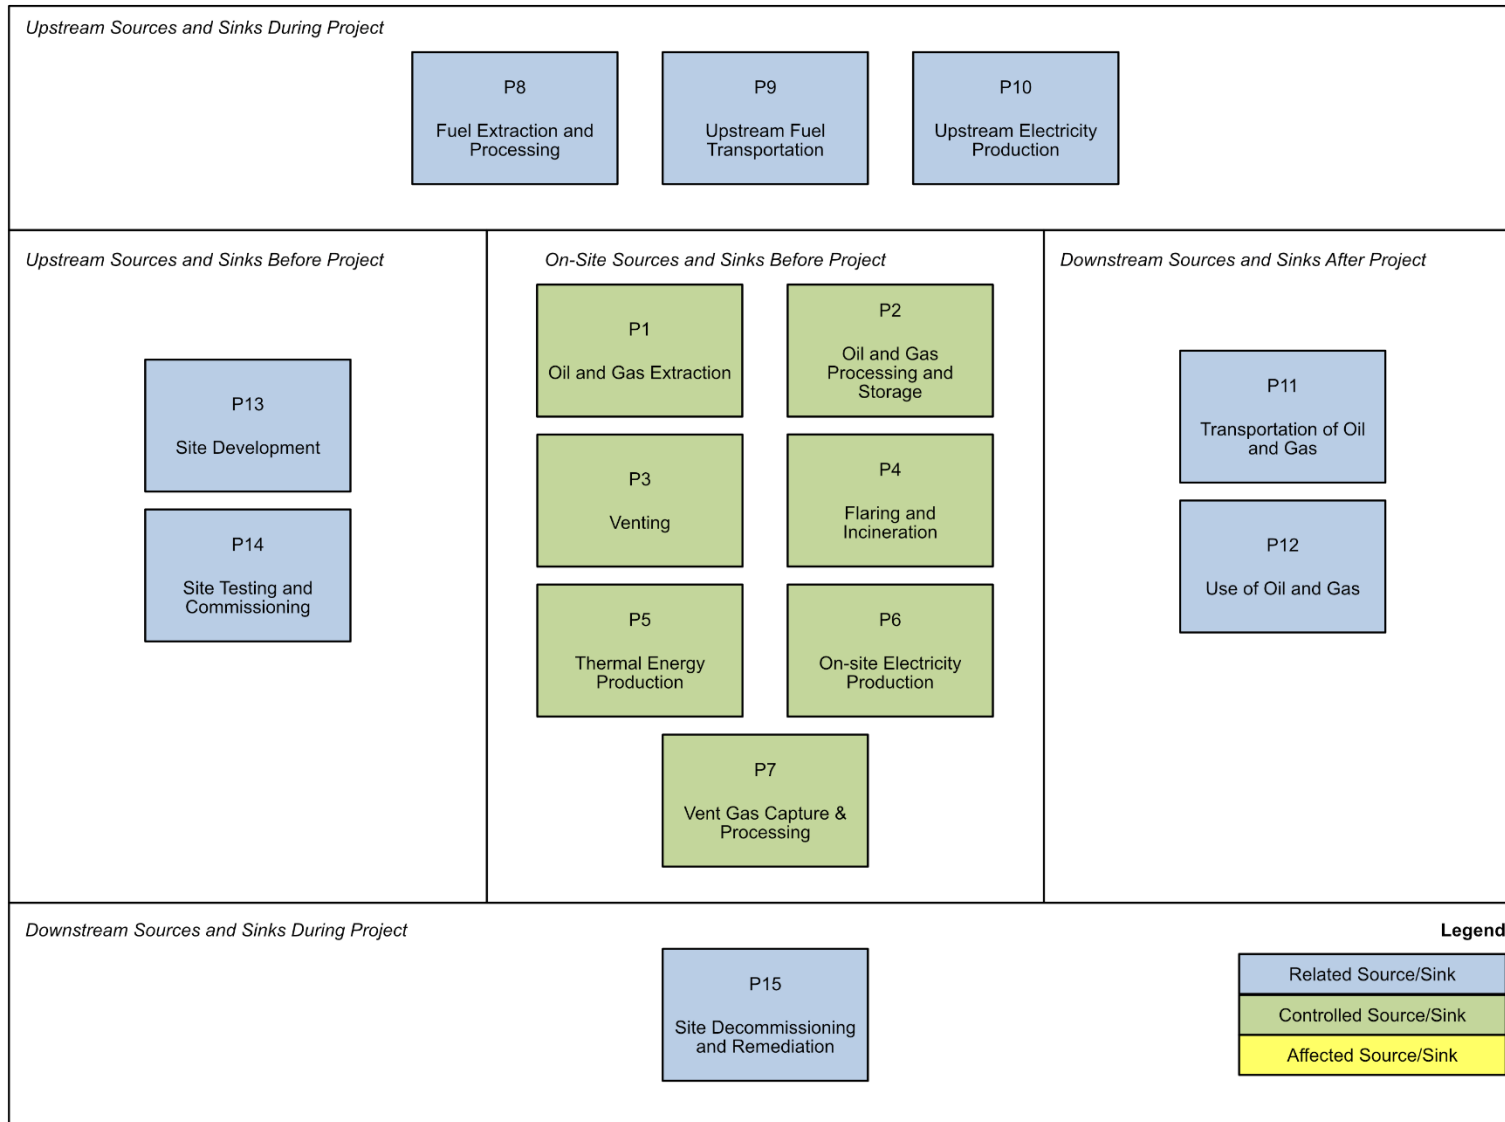 Upstream Sources and Sinks During Project
P8
Fuel Extraction and
Processing
P9
Upstream Fuel
Transportation
P10
Upstream Electricity
Production
Upstream Sources and Sinks Before Project
P13
Site Development
P14
Site Testing and
Commissioning
On-Site Sources and Sinks Before Project
P1
Oil and Gas Extraction
P2
Oil and Gas
Processing and
Storage
P3
Venting
P4
Flaring and
Incineration
P5
Thermal Energy
Production
P6
On-site Electricity
Production
P7
Vent Gas Capture &
Processing
Downstream Sources and Sinks After Project
P11
Transportation of Oil
and Gas
P12
Use of Oil and Gas
Downstream Sources and Sinks During Project
P15
Site Decommissioning
and Remediation
Legend
Related Source/Sink
Controlled Source/Sink
Affected Source/Sink